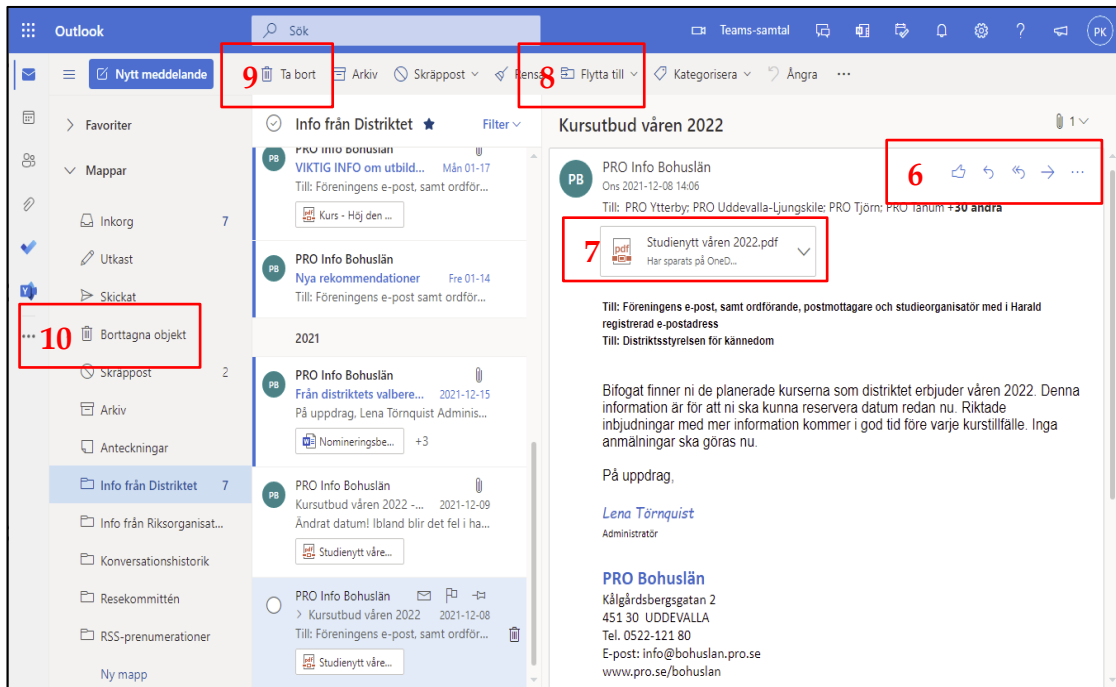 Outlook
Sök
Teams-samtal
PK
Nytt meddelande
9
Ta bort
Arkiv
Skräppost
Rensa
8
Flytta till
Kategorisera
Ångra
Favoriter
Mappar
Inkorg 7
Utkast
Skickat
10
Borttagna objekt
Skräppost 2
Arkiv
Anteckningar
Info från Distriktet 7
Info från Riksorganisat...
Konversationshistorik
Resekommittén
RSS-prenumerationer
Ny mapp
Info från Distriktet
Filter
PB
PRO Info Bohuslän
VIKTIG INFO om utbild... Mån 01-17
Till: Föreningens e-post, samt ordför...
Kurs - Höj den ...
PB
PRO Info Bohuslän
Nya rekommendationer Fre 01-14
Till: Föreningens e-post samt ordför...
2021
PB
PRO Info Bohuslän
Från distriktets valbere... 2021-12-15
På uppdrag, Lena Törnquist Adminis...
Nomineringsbe... +3
PB
PRO Info Bohuslän
Kursutbud våren 2022 -... 2021-12-09
Ändrat datum! Ibland blir det fel i ha...
pdf Studienytt våre...
PRO Info Bohuslän
> Kursutbud våren 2022 2021-12-08
Till: Föreningens e-post, samt ordför...
pdf Studienytt våre...
Kursutbud våren 2022
1
PB
PRO Info Bohuslän
Ons 2021-12-08 14:06
6
Till: PRO Ytterby; PRO Uddevalla-Ljungskile; PRO Tjörn; PRO Tanum +30 andra
7
pdf
Studienytt våren 2022.pdf
Har sparats på OneD...
Till: Föreningens e-post, samt ordförande, postmottagare och studieorganisatör med i Harald
registrerad e-postadress
Till: Distriktsstyrelsen för kännedom
Bifogat finner ni de planerade kurserna som distriktet erbjuder våren 2022. Denna
information är för att ni ska kunna reservera datum redan nu. Riktade
inbjudningar med mer information kommer i god tid före varje kurstillfälle. Inga
anmälningar ska göras nu.
På uppdrag,
Lena Törnquist
Administratör
PRO Bohuslän
Kålgårdsbergsgatan 2
451 30 UDDEVALLA
Tel. 0522-121 80
E-post: info@bohuslan.pro.se
www.pro.se/bohuslan